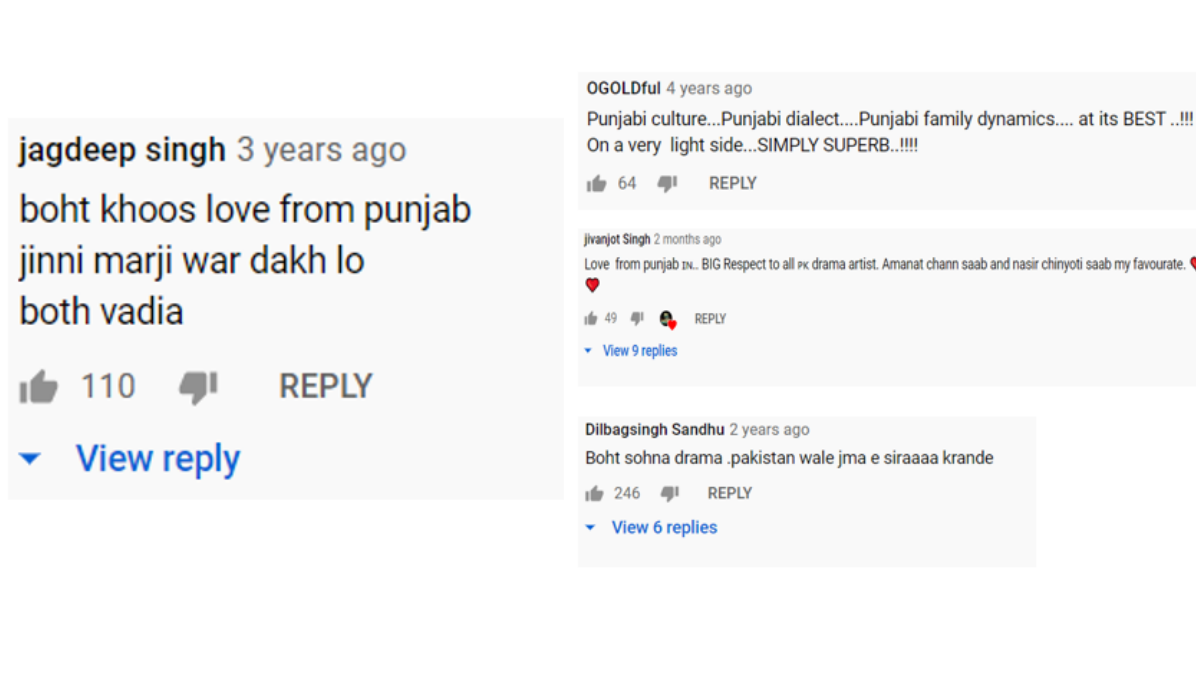 jagdeep singh 3 years ago
boht khoos love from punjab
jinni marji war dakh lo
both vadia
110 REPLY
View reply
OGOLDful 4 years ago
Punjabi culture...Punjabi dialect....Punjabi family dynamics.... at its BEST ..!!!
On a very light side...SIMPLY SUPERB..!!!!
64 REPLY
jivanjot Singh 2 months ago
Love from punjab IN.. BIG Respect to all PK drama artist. Amanat chann saab and nasir chinyoti saab my favourate. ❤
❤
49 REPLY
View 9 replies
Dilbagsingh Sandhu 2 years ago
Boht sohna drama .pakistan wale jma e siraaaa krande
246 REPLY
View 6 replies